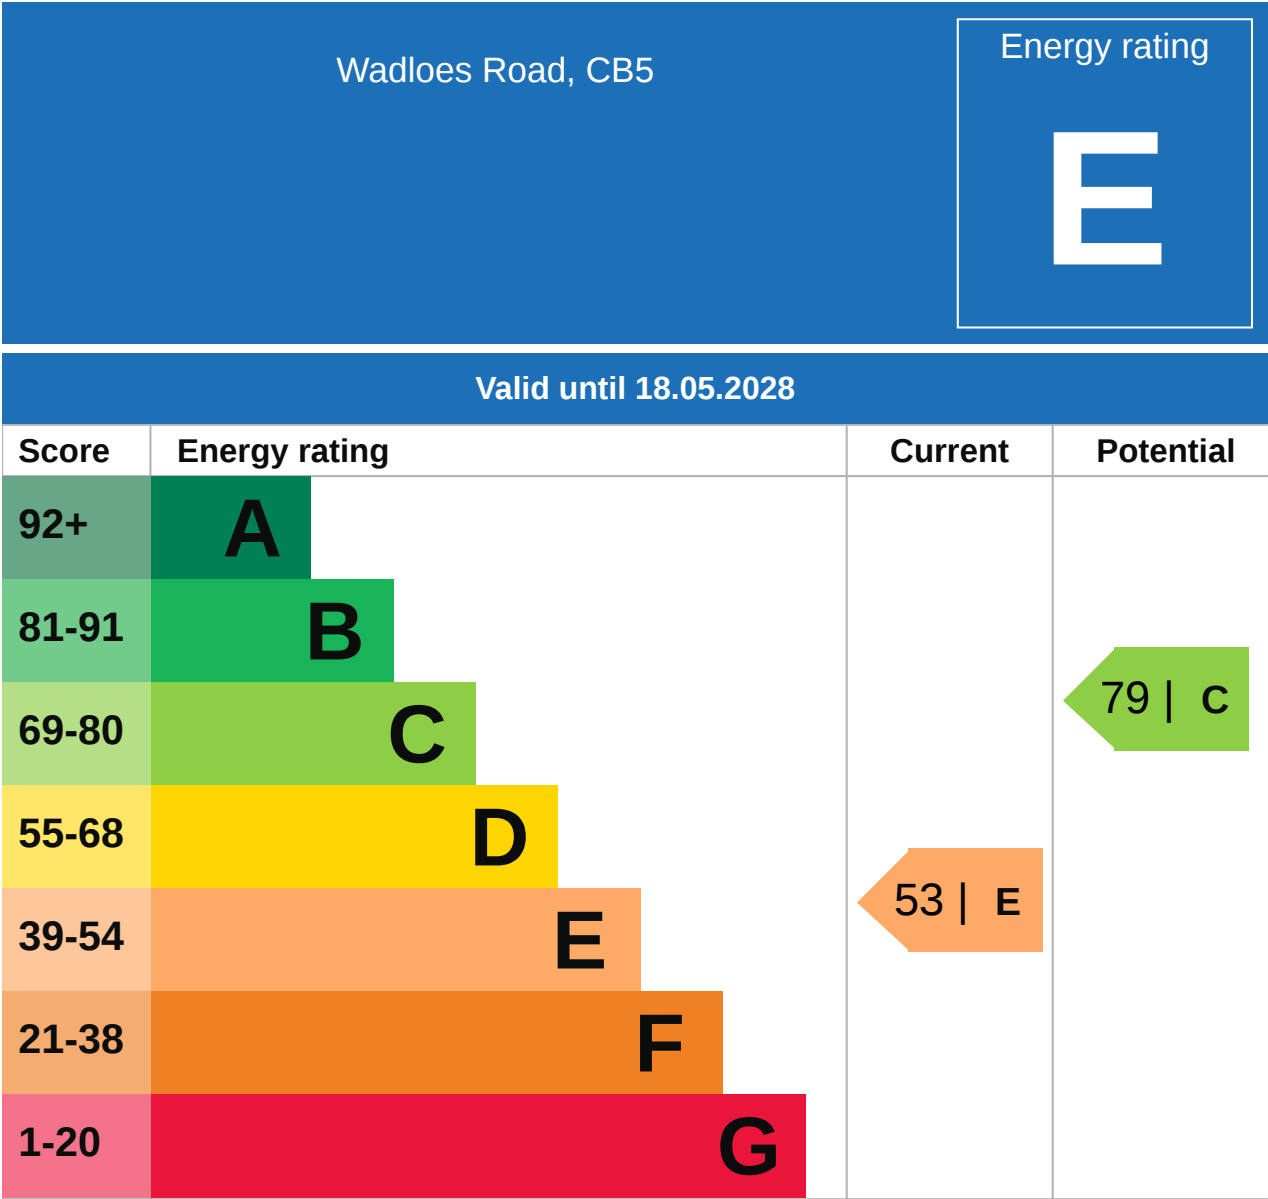 Wadloes Road, CB5
Energy rating
E
Valid until 18.05.2028
Score Energy rating Current Potential
92+ A
81-91 B
69-80 C
79 | C
55-68 D
39-54 E
53 | E
21-38 F
1-20 G